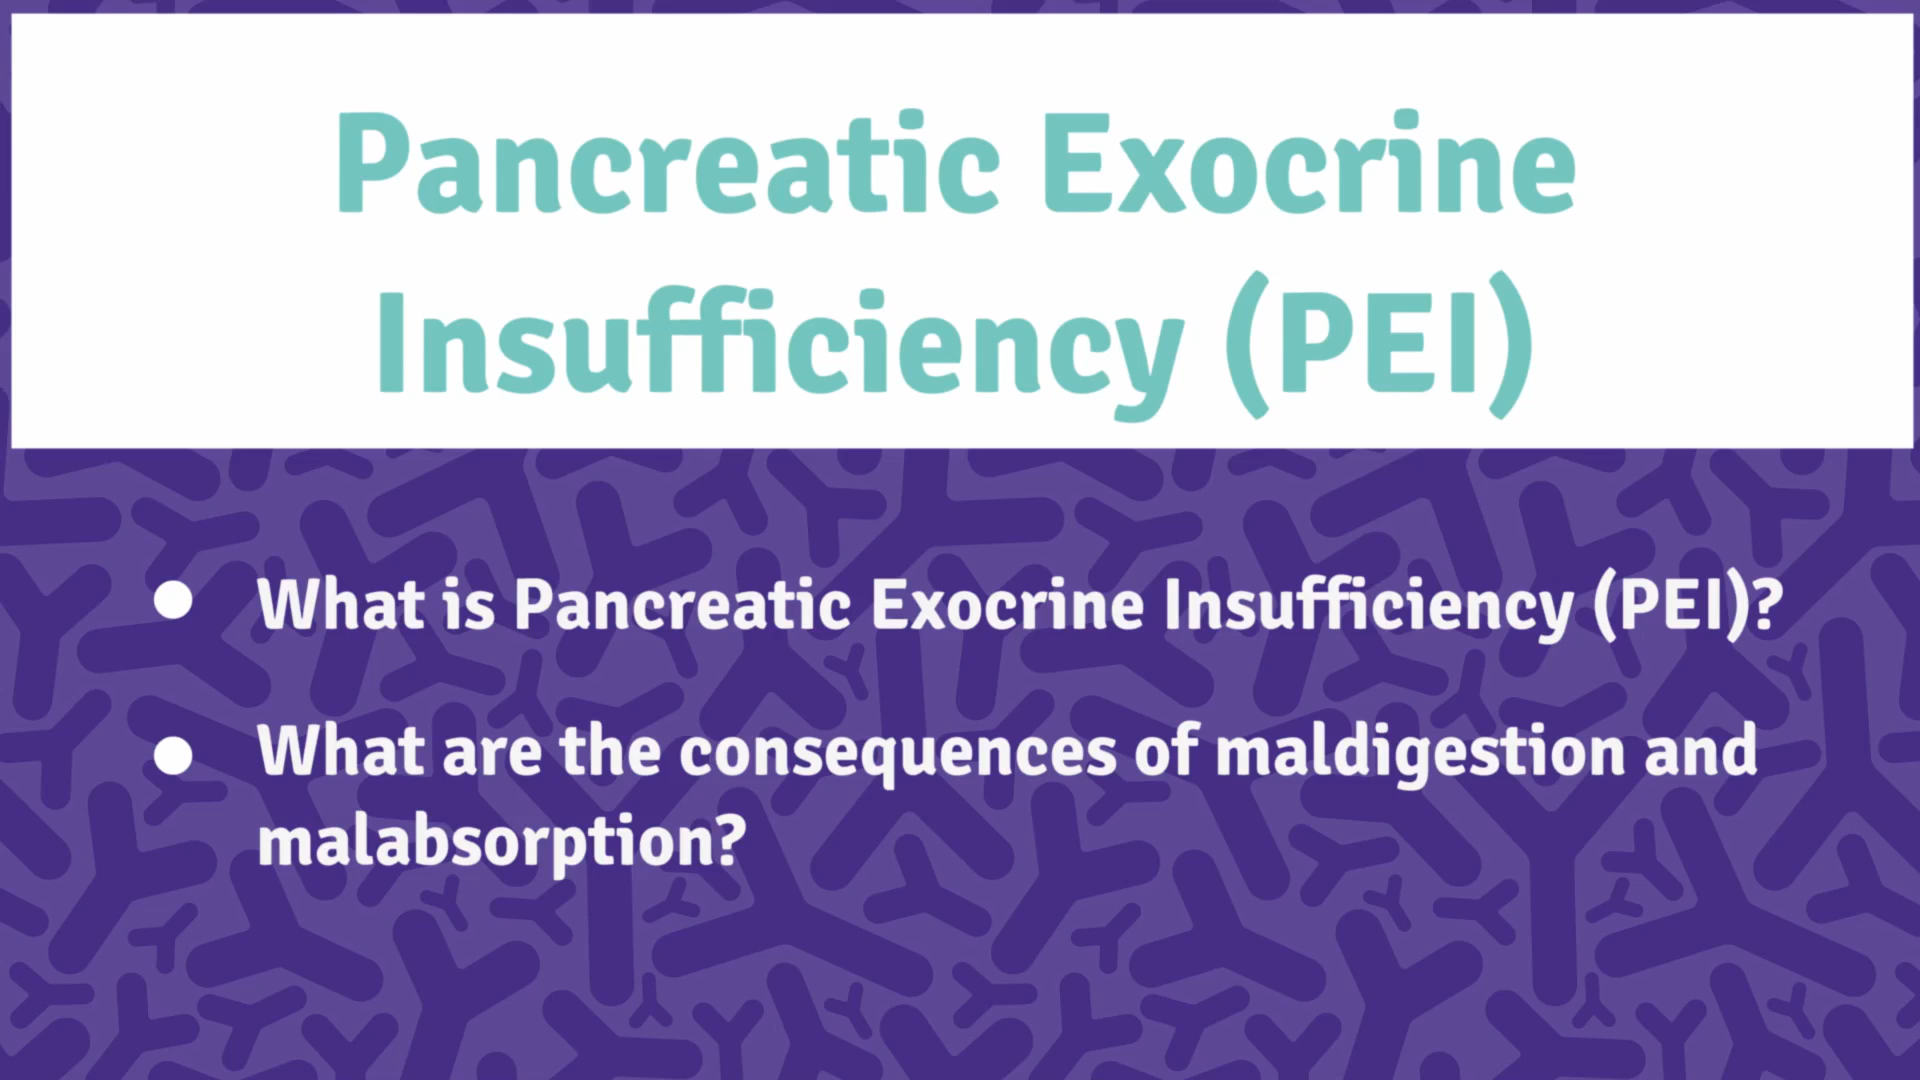 Pancreatic Exocrine
Insufficiency (PEI)
● What is Pancreatic Exocrine Insufficiency (PEI)?
● What are the consequences of maldigestion and
malabsorption?